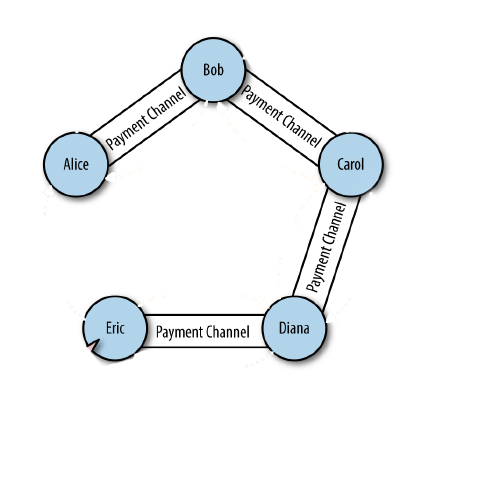 Bob
Payment Channel
Payment Channel
Alice
Carol
Payment Channel
Eric
Payment Channel
Diana